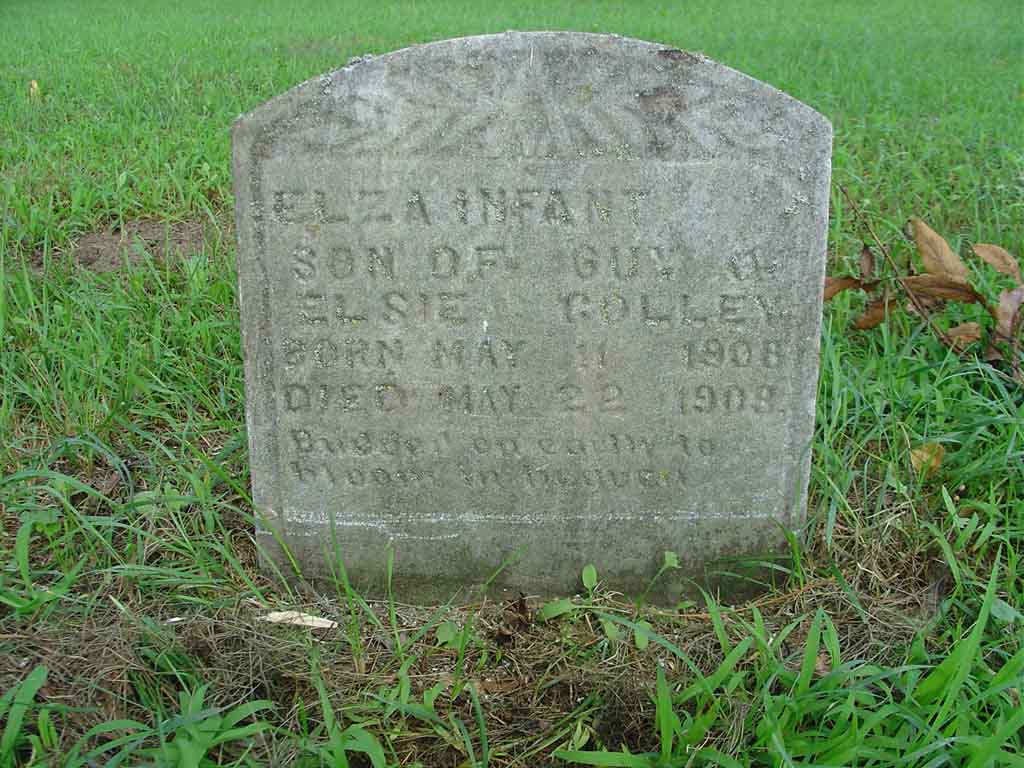 ELZA INFANT
SON OF GUY &
ELSIE COLLEY
BORN MAY 11 1908
DIED MAY 22 1908.
Budded on earth to
bloom in heaven